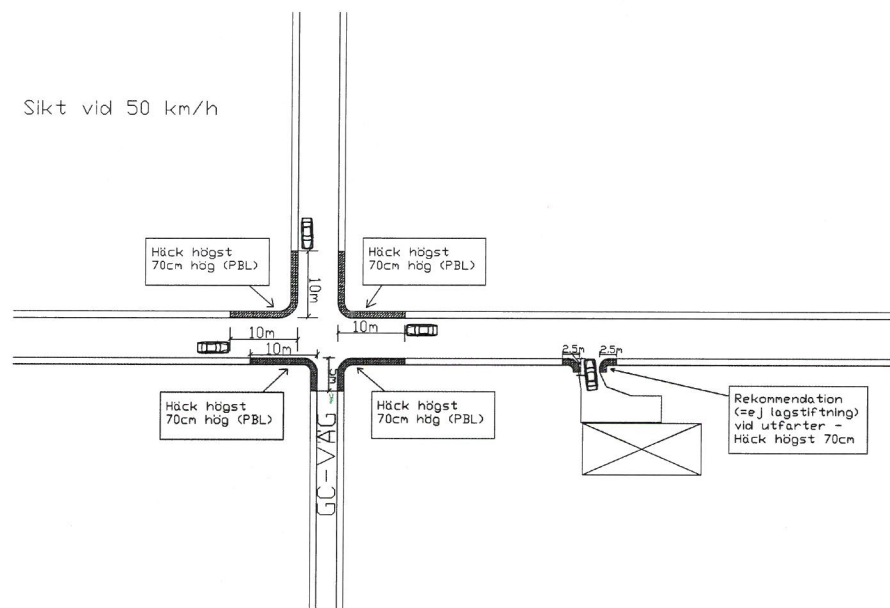 Sikt vid 50 km/h
Häck högst
70cm hög (PBL)
Häck högst
70cm hög (PBL)
10m
10m
10m
10m
5m
2.5m
2.5m
Häck högst
70cm hög (PBL)
Häck högst
70cm hög (PBL)
Rekommendation
(=ej lagstiftning)
vid utfarter -
Häck högst 70cm
GC-VÄG